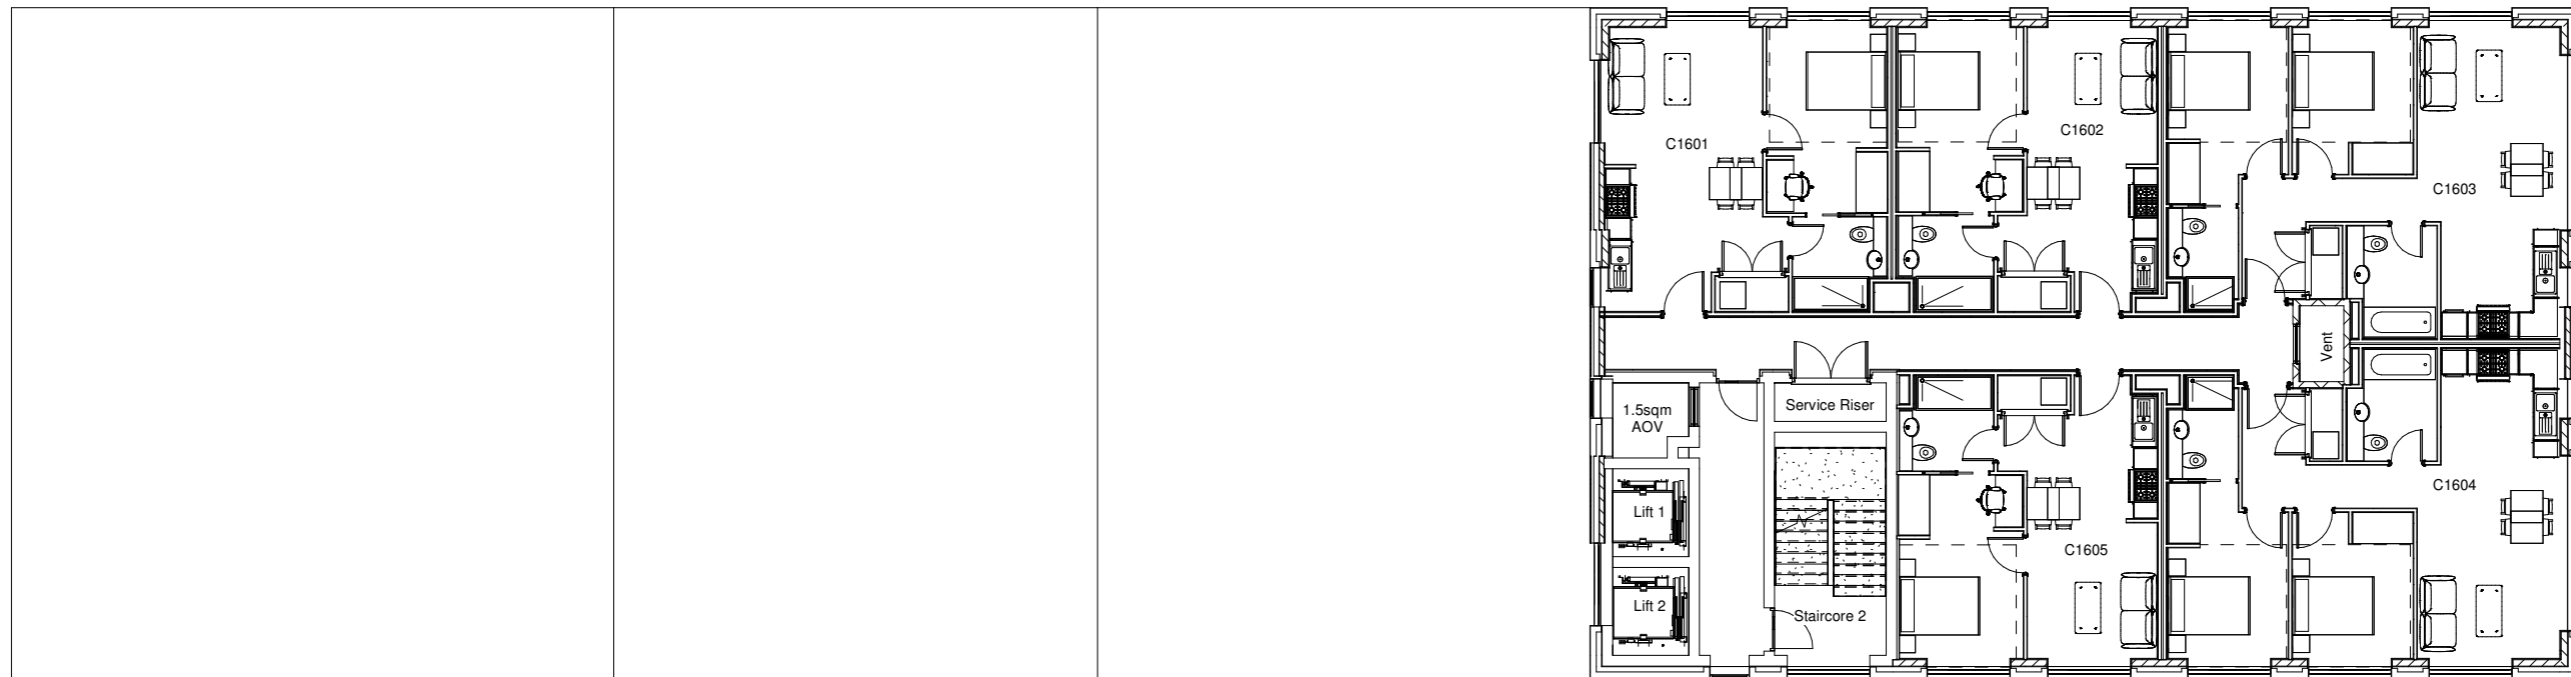 C1601
C1602
C1603
Vent
1.5sqm
AOV
Service Riser
C1604
Lift 1
C1605
Lift 2
Staircore 2